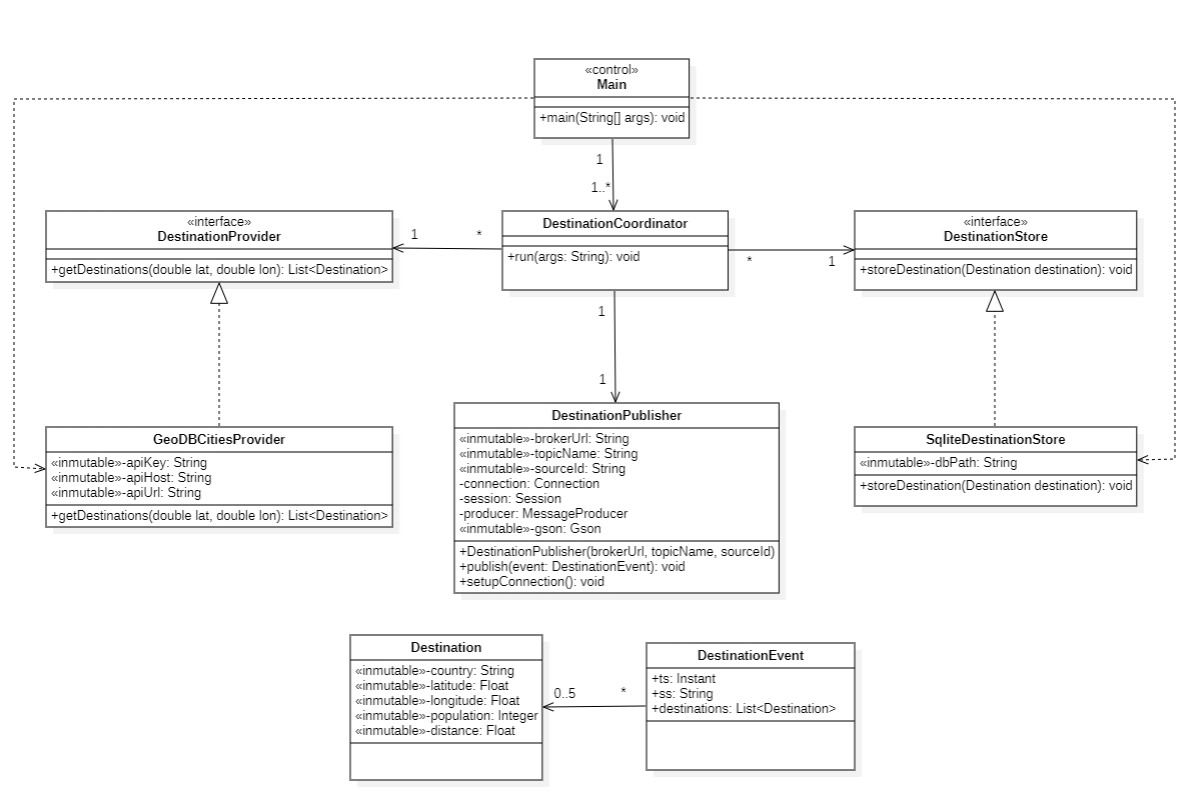 «control»
Main
+main(String[] args): void
1
1..*
«interface»
DestinationProvider
+getDestinations(double lat, double lon): List<Destination>
1
*
DestinationCoordinator
+run(args: String): void
*
1
«interface»
DestinationStore
+storeDestination(Destination destination): void
1
1
GeoDBCitiesProvider
«inmutable»-apiKey: String
«inmutable»-apiHost: String
«inmutable»-apiUrl: String
+getDestinations(double lat, double lon): List<Destination>
DestinationPublisher
«inmutable»-brokerUrl: String
«inmutable»-topicName: String
«inmutable»-sourceId: String
-connection: Connection
-session: Session
-producer: MessageProducer
«inmutable»-gson: Gson
+DestinationPublisher(brokerUrl, topicName, sourceId)
+publish(event: DestinationEvent): void
+setupConnection(): void
SqliteDestinationStore
«inmutable»-dbPath: String
+storeDestination(Destination destination): void
Destination
«inmutable»-country: String
«inmutable»-latitude: Float
«inmutable»-longitude: Float
«inmutable»-population: Integer
«inmutable»-distance: Float
0..5
*
DestinationEvent
+ts: Instant
+ss: String
+destinations: List<Destination>